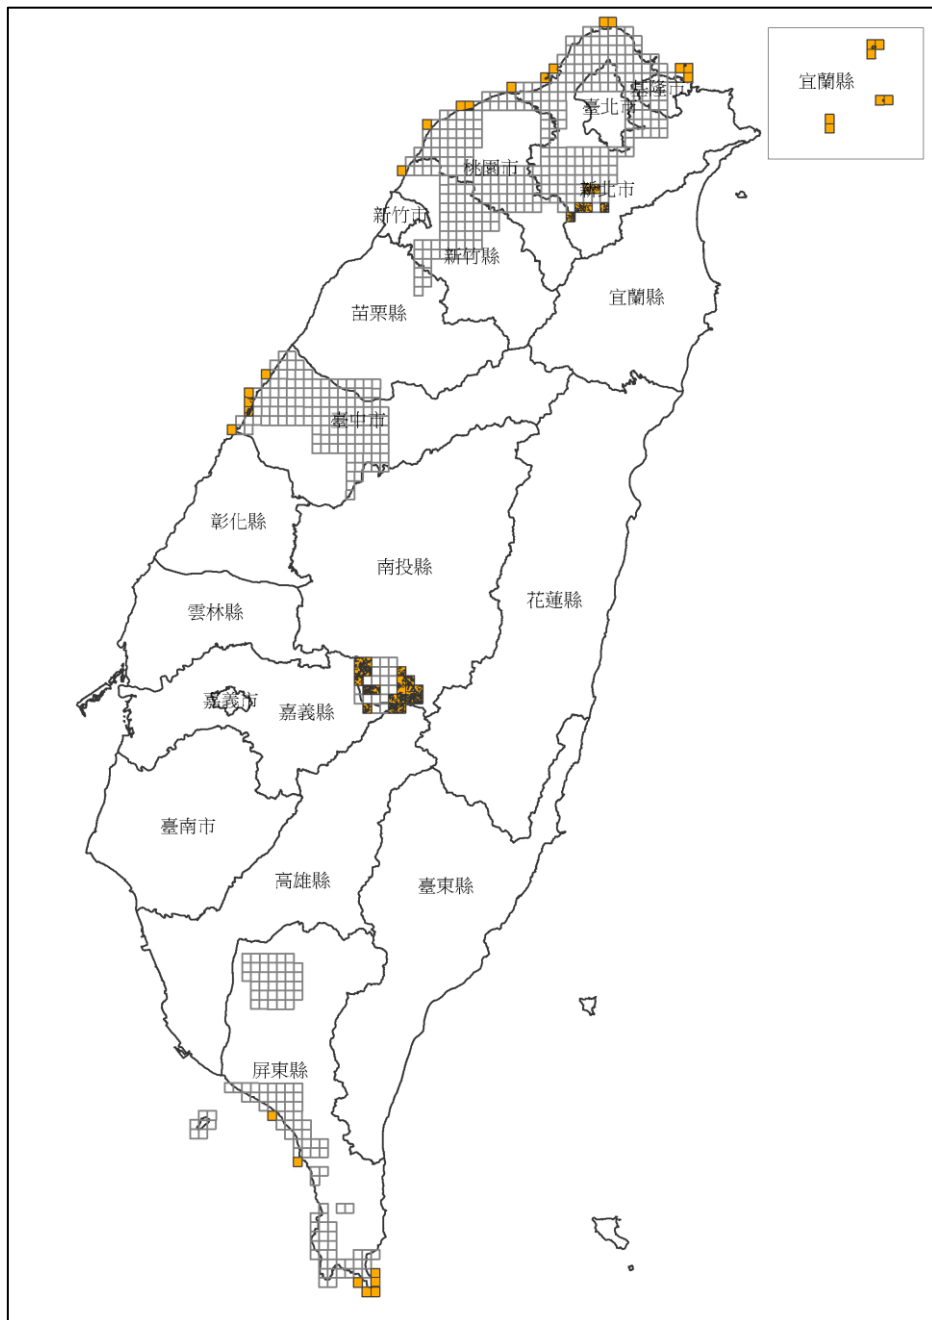 宜蘭縣
基隆市
臺北市
桃園市
新北市
新竹市
新竹縣
宜蘭縣
苗栗縣
臺中市
彰化縣
南投縣
花蓮縣
雲林縣
嘉義市
嘉義縣
臺南市
高雄縣
臺東縣
屏東縣